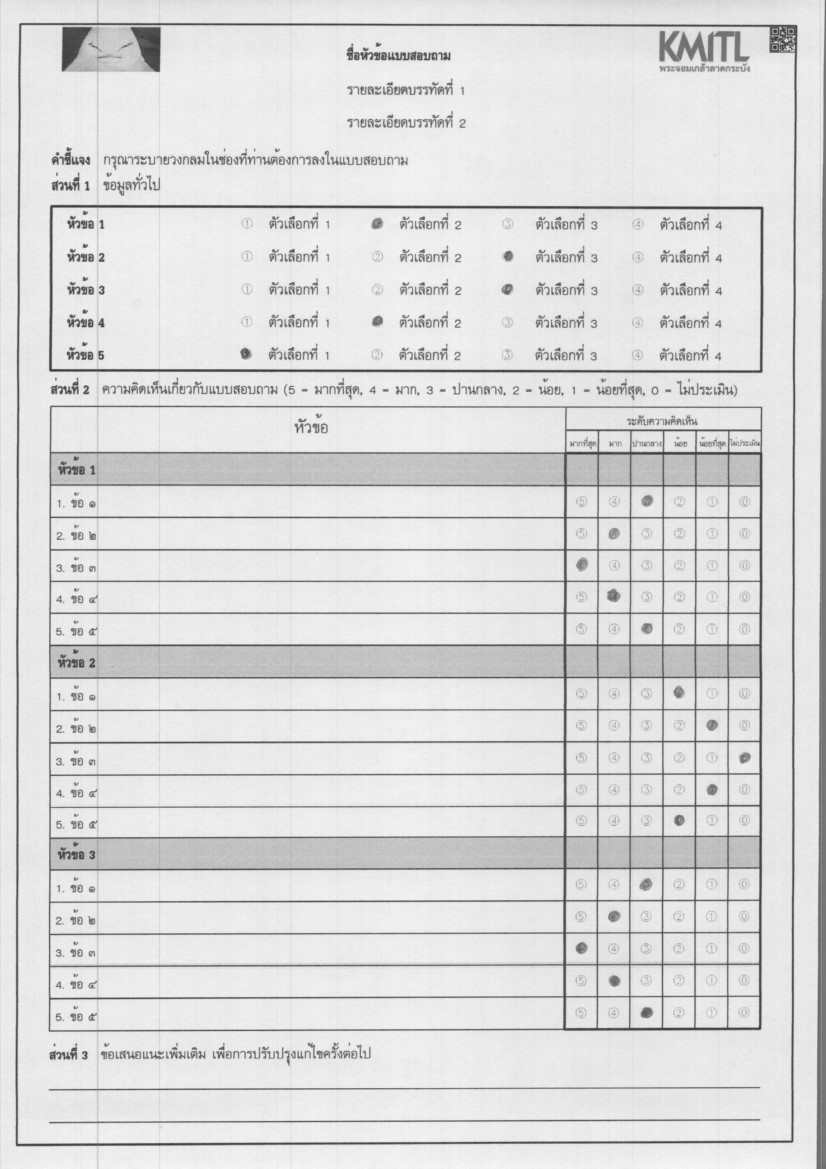 KMITL
พระจอมเกล้าลาดกระบัง
ชื่อหัวข้อแบบสอบถาม
รายละเอียดบรรทัดที่ 1
รายละเอียดบรรทัดที่ 2
คำชี้แจง กรุณาระบายวงกลมในช่องที่ท่านต้องการลงในแบบสอบถาม
ส่วนที่ 1 ข้อมูลทั่วไป
หัวข้อ 1 ① ตัวเลือกที่ 1 ตัวเลือกที่ 2 ③ ตัวเลือกที่ 3 ④ ตัวเลือกที่ 4
หัวข้อ 2 ① ตัวเลือกที่ 1 ② ตัวเลือกที่ 2 ตัวเลือกที่ 3 ④ ตัวเลือกที่ 4
หัวข้อ 3 ① ตัวเลือกที่ 1 ② ตัวเลือกที่ 2 ตัวเลือกที่ 3 ④ ตัวเลือกที่ 4
หัวข้อ 4 ① ตัวเลือกที่ 1 ตัวเลือกที่ 2 ③ ตัวเลือกที่ 3 ④ ตัวเลือกที่ 4
หัวข้อ 5 ตัวเลือกที่ 1 ② ตัวเลือกที่ 2 ③ ตัวเลือกที่ 3 ④ ตัวเลือกที่ 4
ส่วนที่ 2 ความคิดเห็นเกี่ยวกับแบบสอบถาม (5 = มากที่สุด, 4 = มาก, 3 = ปานกลาง, 2 = น้อย, 1 = น้อยที่สุด, 0 = ไม่ประเมิน)
หัวข้อ ระดับความคิดเห็น
มากที่สุด มาก ปานกลาง น้อย น้อยที่สุด ไม่ประเมิน
หัวข้อ 1
1. ข้อ ๑ ⑤ ④ ② ① ⓪
2. ข้อ ๒ ⑤ ③ ② ① ⓪
3. ข้อ ๓ ④ ③ ② ① ⓪
4. ข้อ ๔ ⑤ ③ ② ① ⓪
5. ข้อ ๕ ⑤ ④ ② ① ⓪
หัวข้อ 2
1. ข้อ ๑ ⑤ ④ ③ ① ⓪
2. ข้อ ๒ ⑤ ④ ③ ② ⓪
3. ข้อ ๓ ⑤ ④ ③ ② ①
4. ข้อ ๔ ⑤ ④ ③ ② ⓪
5. ข้อ ๕ ⑤ ④ ③ ① ⓪
หัวข้อ 3
1. ข้อ ๑ ⑤ ④ ② ① ⓪
2. ข้อ ๒ ⑤ ③ ② ① ⓪
3. ข้อ ๓ ④ ③ ② ① ⓪
4. ข้อ ๔ ⑤ ③ ② ① ⓪
5. ข้อ ๕ ⑤ ④ ② ① ⓪
ส่วนที่ 3 ข้อเสนอแนะเพิ่มเติม เพื่อการปรับปรุงแก้ไขครั้งต่อไป